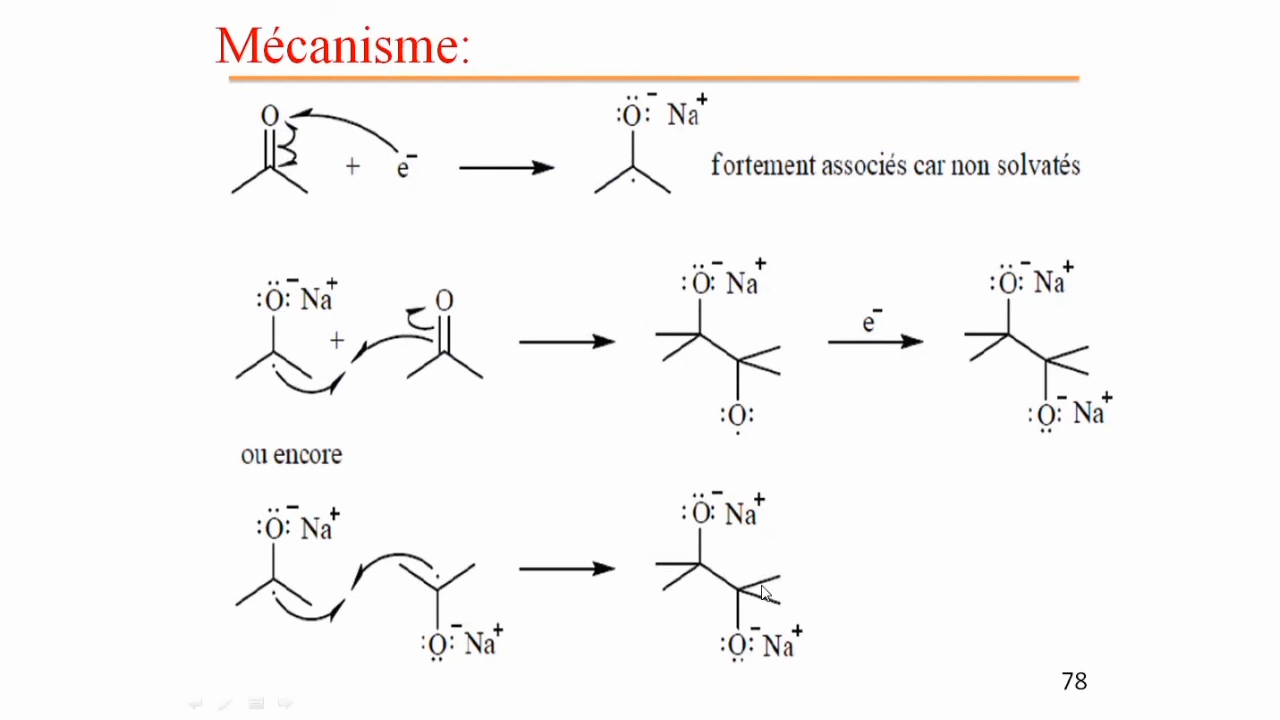 Mécanisme:
O + e⁻ :Ö:⁻ Na⁺ fortement associés car non solvatés
:Ö:⁻ Na⁺ + O :Ö:⁻ Na⁺ e⁻ :Ö:⁻ Na⁺
:O: :O:⁻ Na⁺
ou encore
:Ö:⁻ Na⁺ :Ö:⁻ Na⁺
:O:⁻ Na⁺ :O:⁻ Na⁺
78